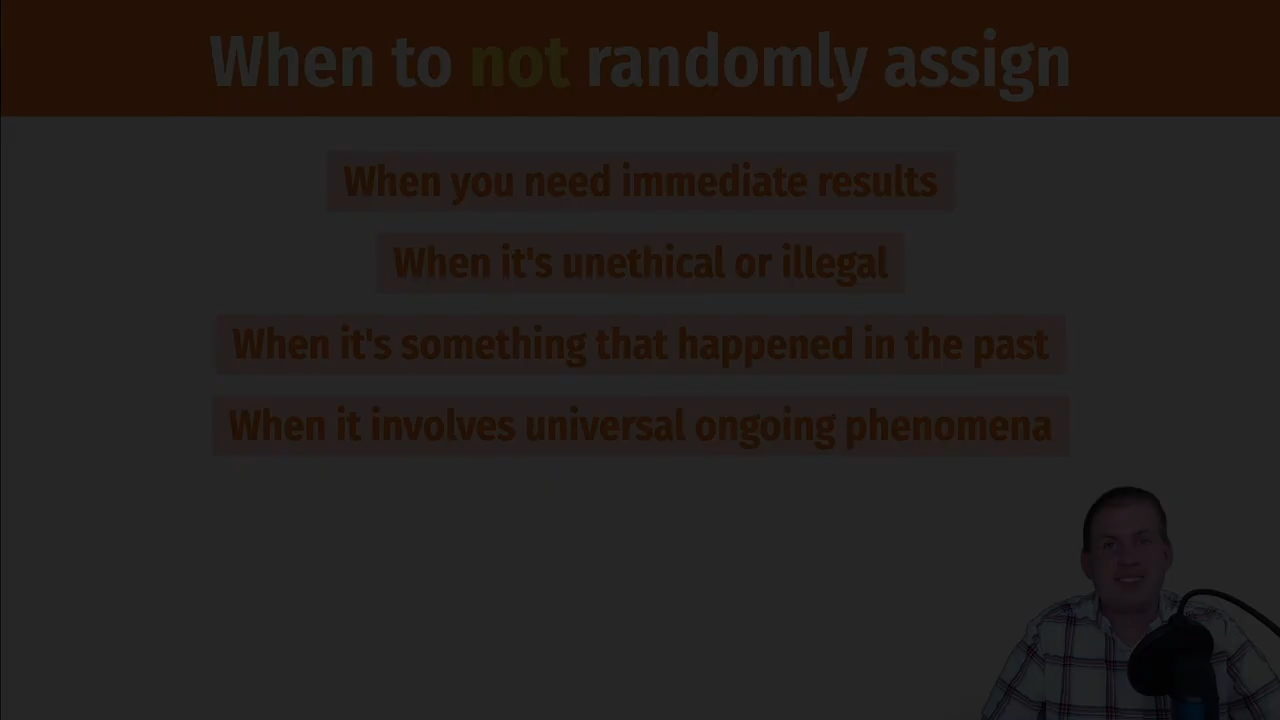 When to not randomly assign
When you need immediate results
When it's unethical or illegal
When it's something that happened in the past
When it involves universal ongoing phenomena